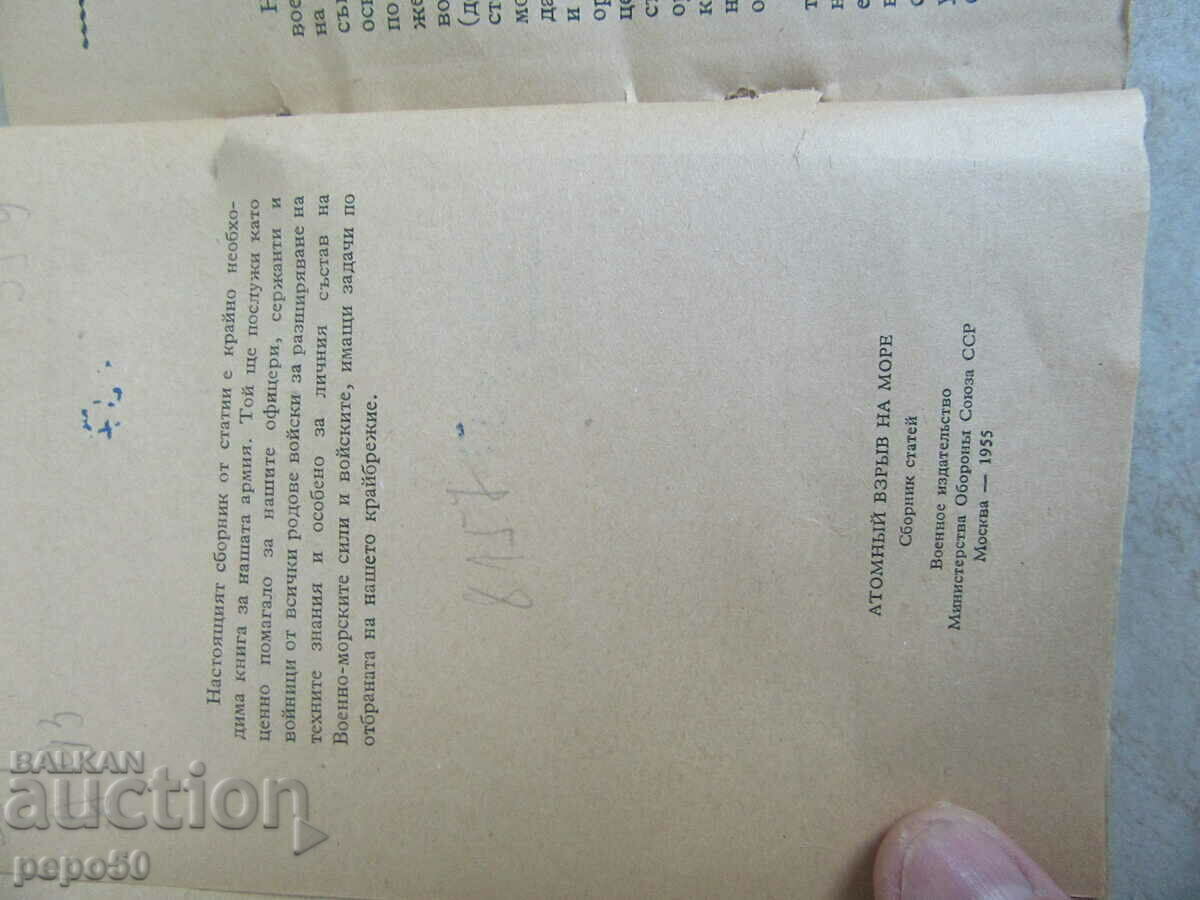 Настоящият сборник от статии е крайно необхо-
дима книга за нашата армия. Той ще послужи като
ценно помагало за нашите офицери, сержанти и
войници от всички родове войски за разширяване на
техните знания и особено за личния състав на
Военно-морските сили и войските, имащи задачи по
отбраната на нашето крайбрежие.
8157
АТОМНЫЙ ВЗРЫВ НА МОРЕ
Сборник статей
Военное издательство
Министерства Обороны Союза ССР
Москва — 1955
BALKAN
auction
pepo50